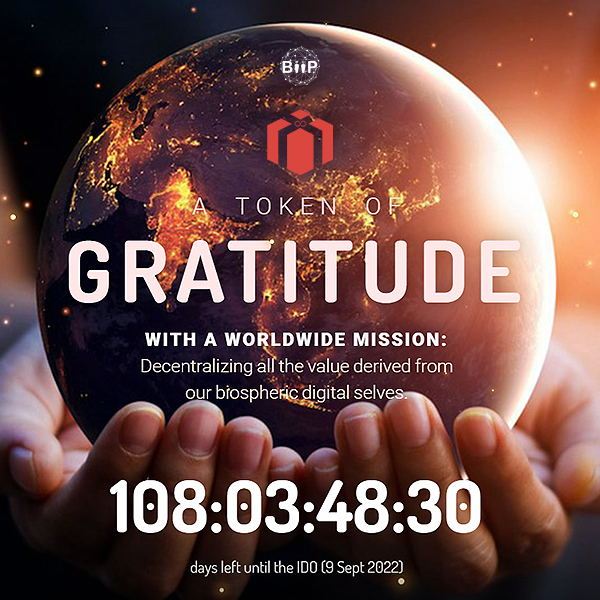 BiiP
A TOKEN OF
GRATITUDE
WITH A WORLDWIDE MISSION:
Decentralizing all the value derived from
our biospheric digital selves.
108:03:48:30
days left until the IDO (9 Sept 2022)